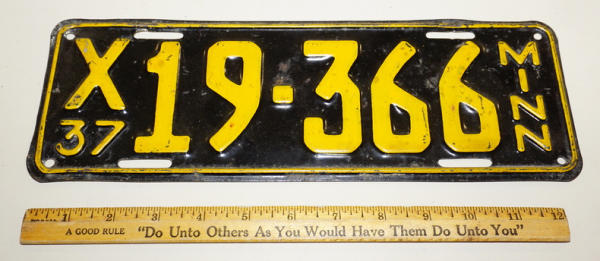 X19·366
37
MINN
1 2 3 4 5 6 7 8 9 10 11 12
A GOOD RULE "Do Unto Others As You Would Have Them Do Unto You"